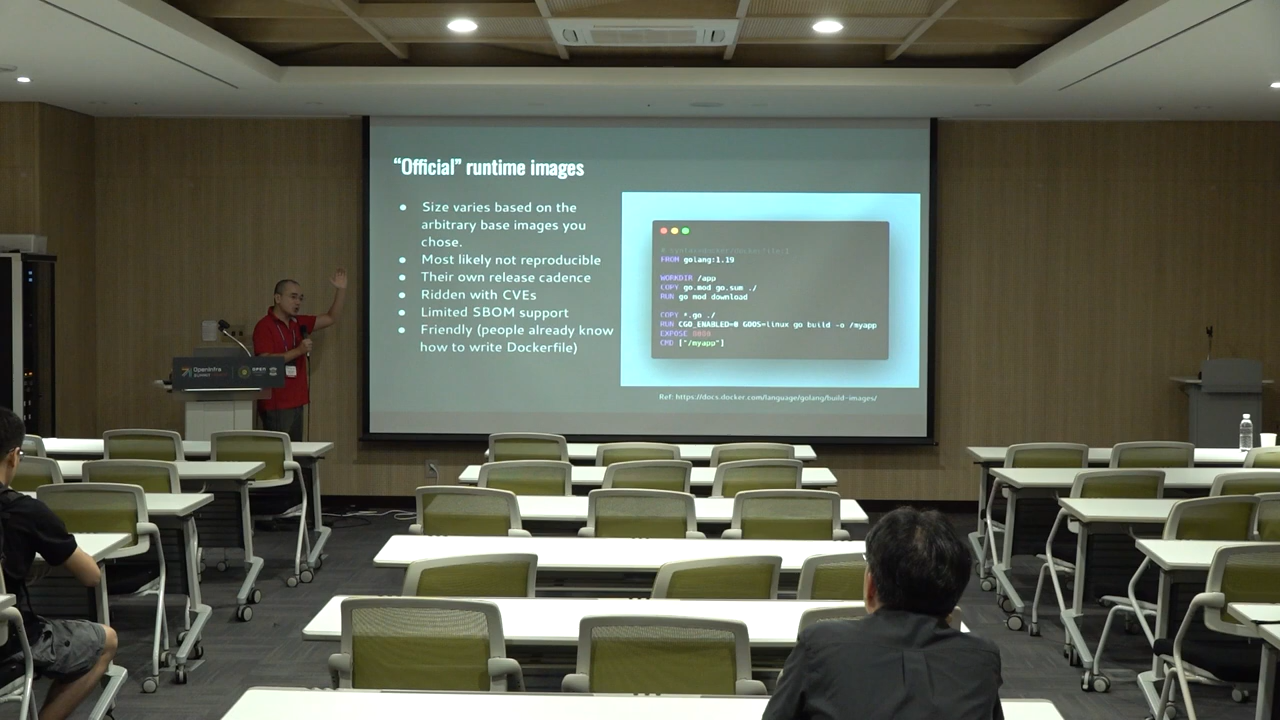 “Official” runtime images
● Size varies based on the
arbitrary base images you
chose.
● Most likely not reproducible
● Their own release cadence
● Ridden with CVEs
● Limited SBOM support
● Friendly (people already know
how to write Dockerfile)
FROM golang:1.19
WORKDIR /app
COPY go.mod go.sum ./
RUN go mod download
COPY *.go ./
RUN CGO_ENABLED=0 GOOS=linux go build -o /myapp
EXPOSE 8080
CMD ["/myapp"]
Ref: https://docs.docker.com/language/golang/build-images/
OpenInfra
SUMMIT
OPEN